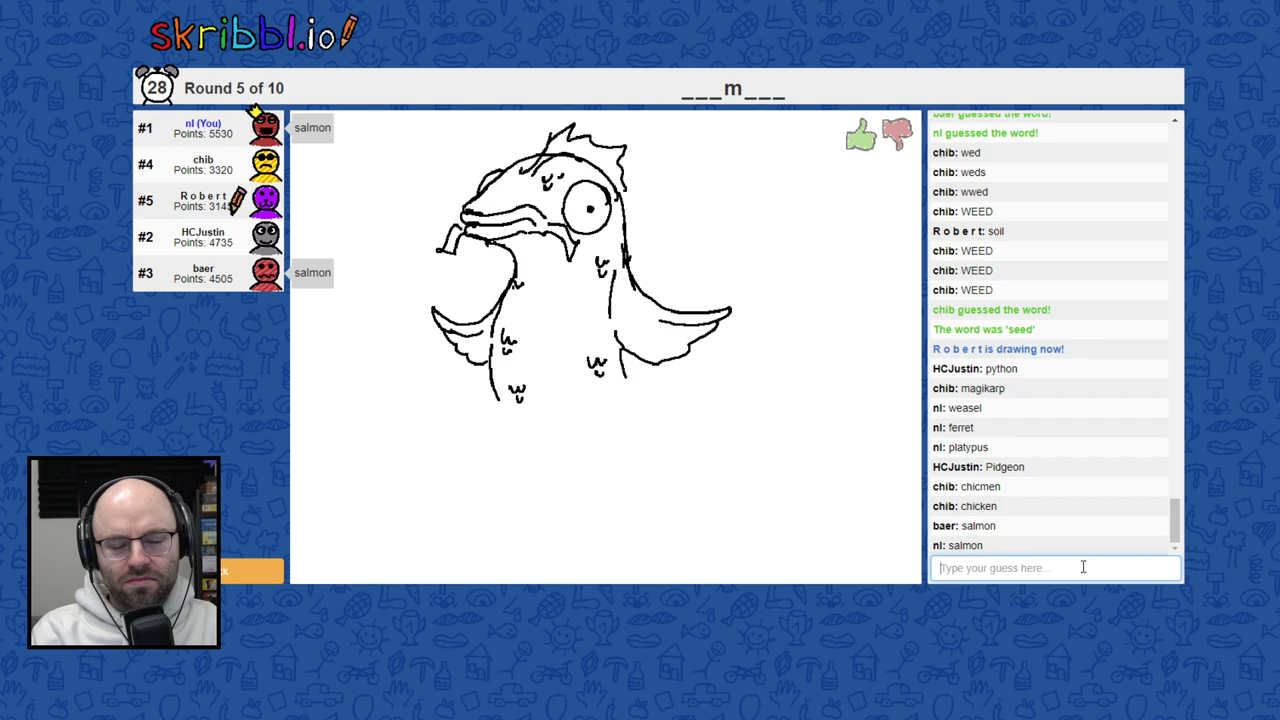 skribbl.io
28
Round 5 of 10
___m___
#1
nl (You)
Points: 5530
salmon
#4
chib
Points: 3320
#5
R o b e r t
#2
HCJustin
Points: 4735
#3
baer
Points: 4505
salmon
baer guessed the word!
nl guessed the word!
chib: wed
chib: weds
chib: wwed
chib: WEED
R o b e r t: soil
chib: WEED
chib: WEED
chib: WEED
chib guessed the word!
The word was 'seed'
R o b e r t is drawing now!
HCJustin: python
chib: magikarp
nl: weasel
nl: ferret
nl: platypus
HCJustin: Pidgeon
chib: chicmen
chib: chicken
baer: salmon
nl: salmon
Type your guess here...